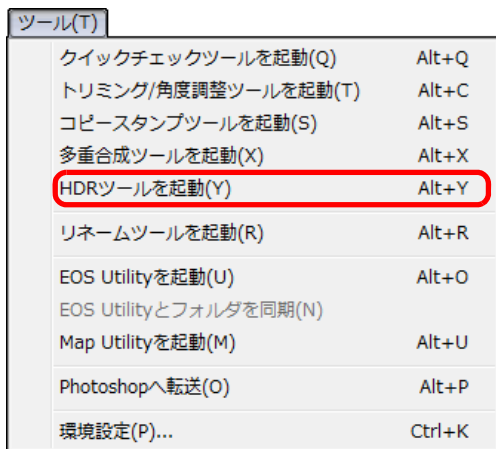 ツール(T)
クイックチェックツールを起動(Q) Alt+Q
トリミング/角度調整ツールを起動(T) Alt+C
コピースタンプツールを起動(S) Alt+S
多重合成ツールを起動(X) Alt+X
HDRツールを起動(Y) Alt+Y
リネームツールを起動(R) Alt+R
EOS Utilityを起動(U) Alt+O
EOS Utilityとフォルダを同期(N)
Map Utilityを起動(M) Alt+U
Photoshopへ転送(O) Alt+P
環境設定(P)... Ctrl+K